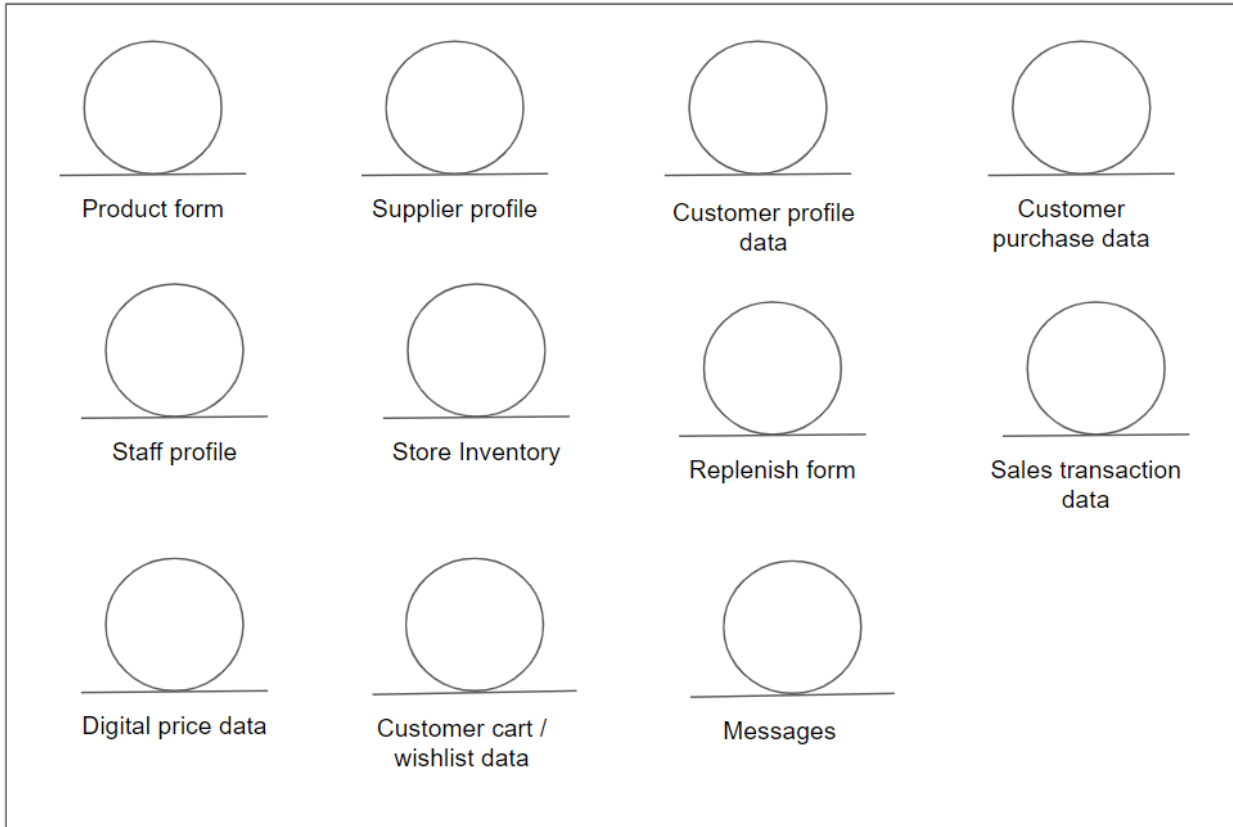 Product form
Supplier profile
Customer profile
data
Customer
purchase data
Staff profile
Store Inventory
Replenish form
Sales transaction
data
Digital price data
Customer cart /
wishlist data
Messages